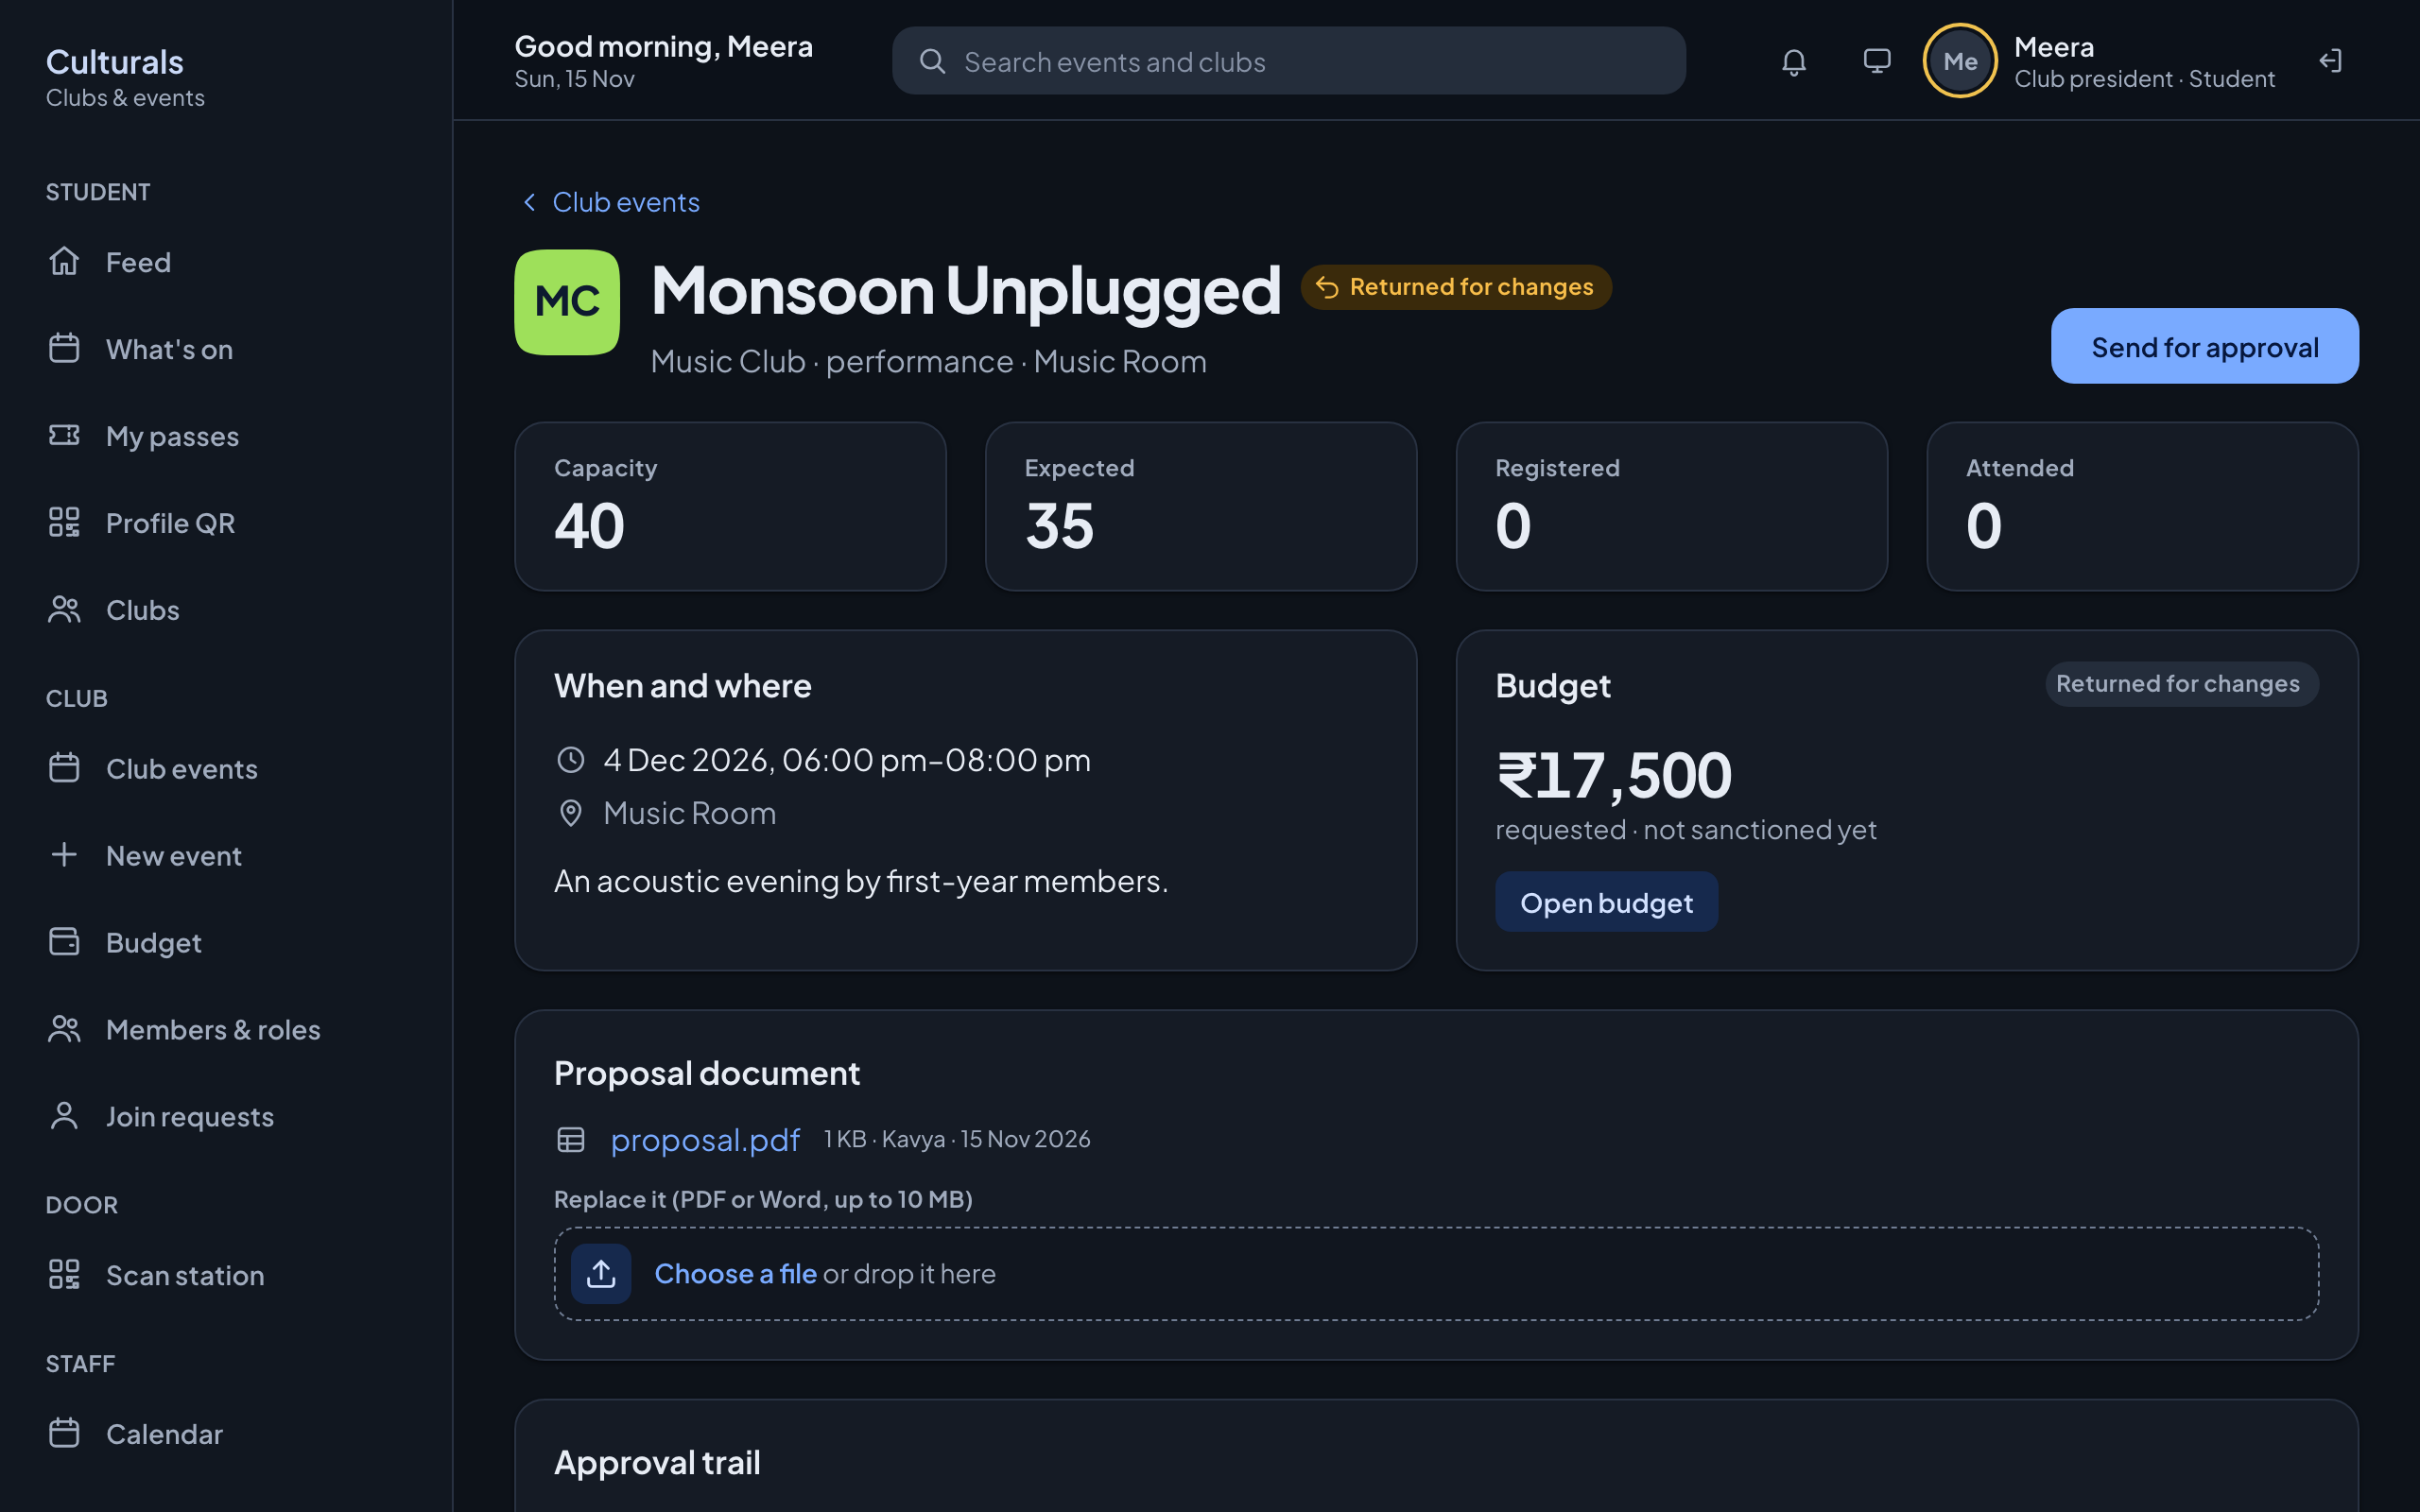 Culturals
Clubs & events
STUDENT
Feed
What's on
My passes
Profile QR
Clubs
CLUB
Club events
New event
Budget
Members & roles
Join requests
DOOR
Scan station
STAFF
Calendar
Good morning, Meera
Sun, 15 Nov
Search events and clubs
Me
Meera
Club president · Student
Club events
MC
Monsoon Unplugged
Returned for changes
Music Club · performance · Music Room
Send for approval
Capacity
40
Expected
35
Registered
0
Attended
0
When and where
4 Dec 2026, 06:00 pm–08:00 pm
Music Room
An acoustic evening by first-year members.
Budget
Returned for changes
₹17,500
requested · not sanctioned yet
Open budget
Proposal document
proposal.pdf 1 KB · Kavya · 15 Nov 2026
Replace it (PDF or Word, up to 10 MB)
Choose a file or drop it here
Approval trail